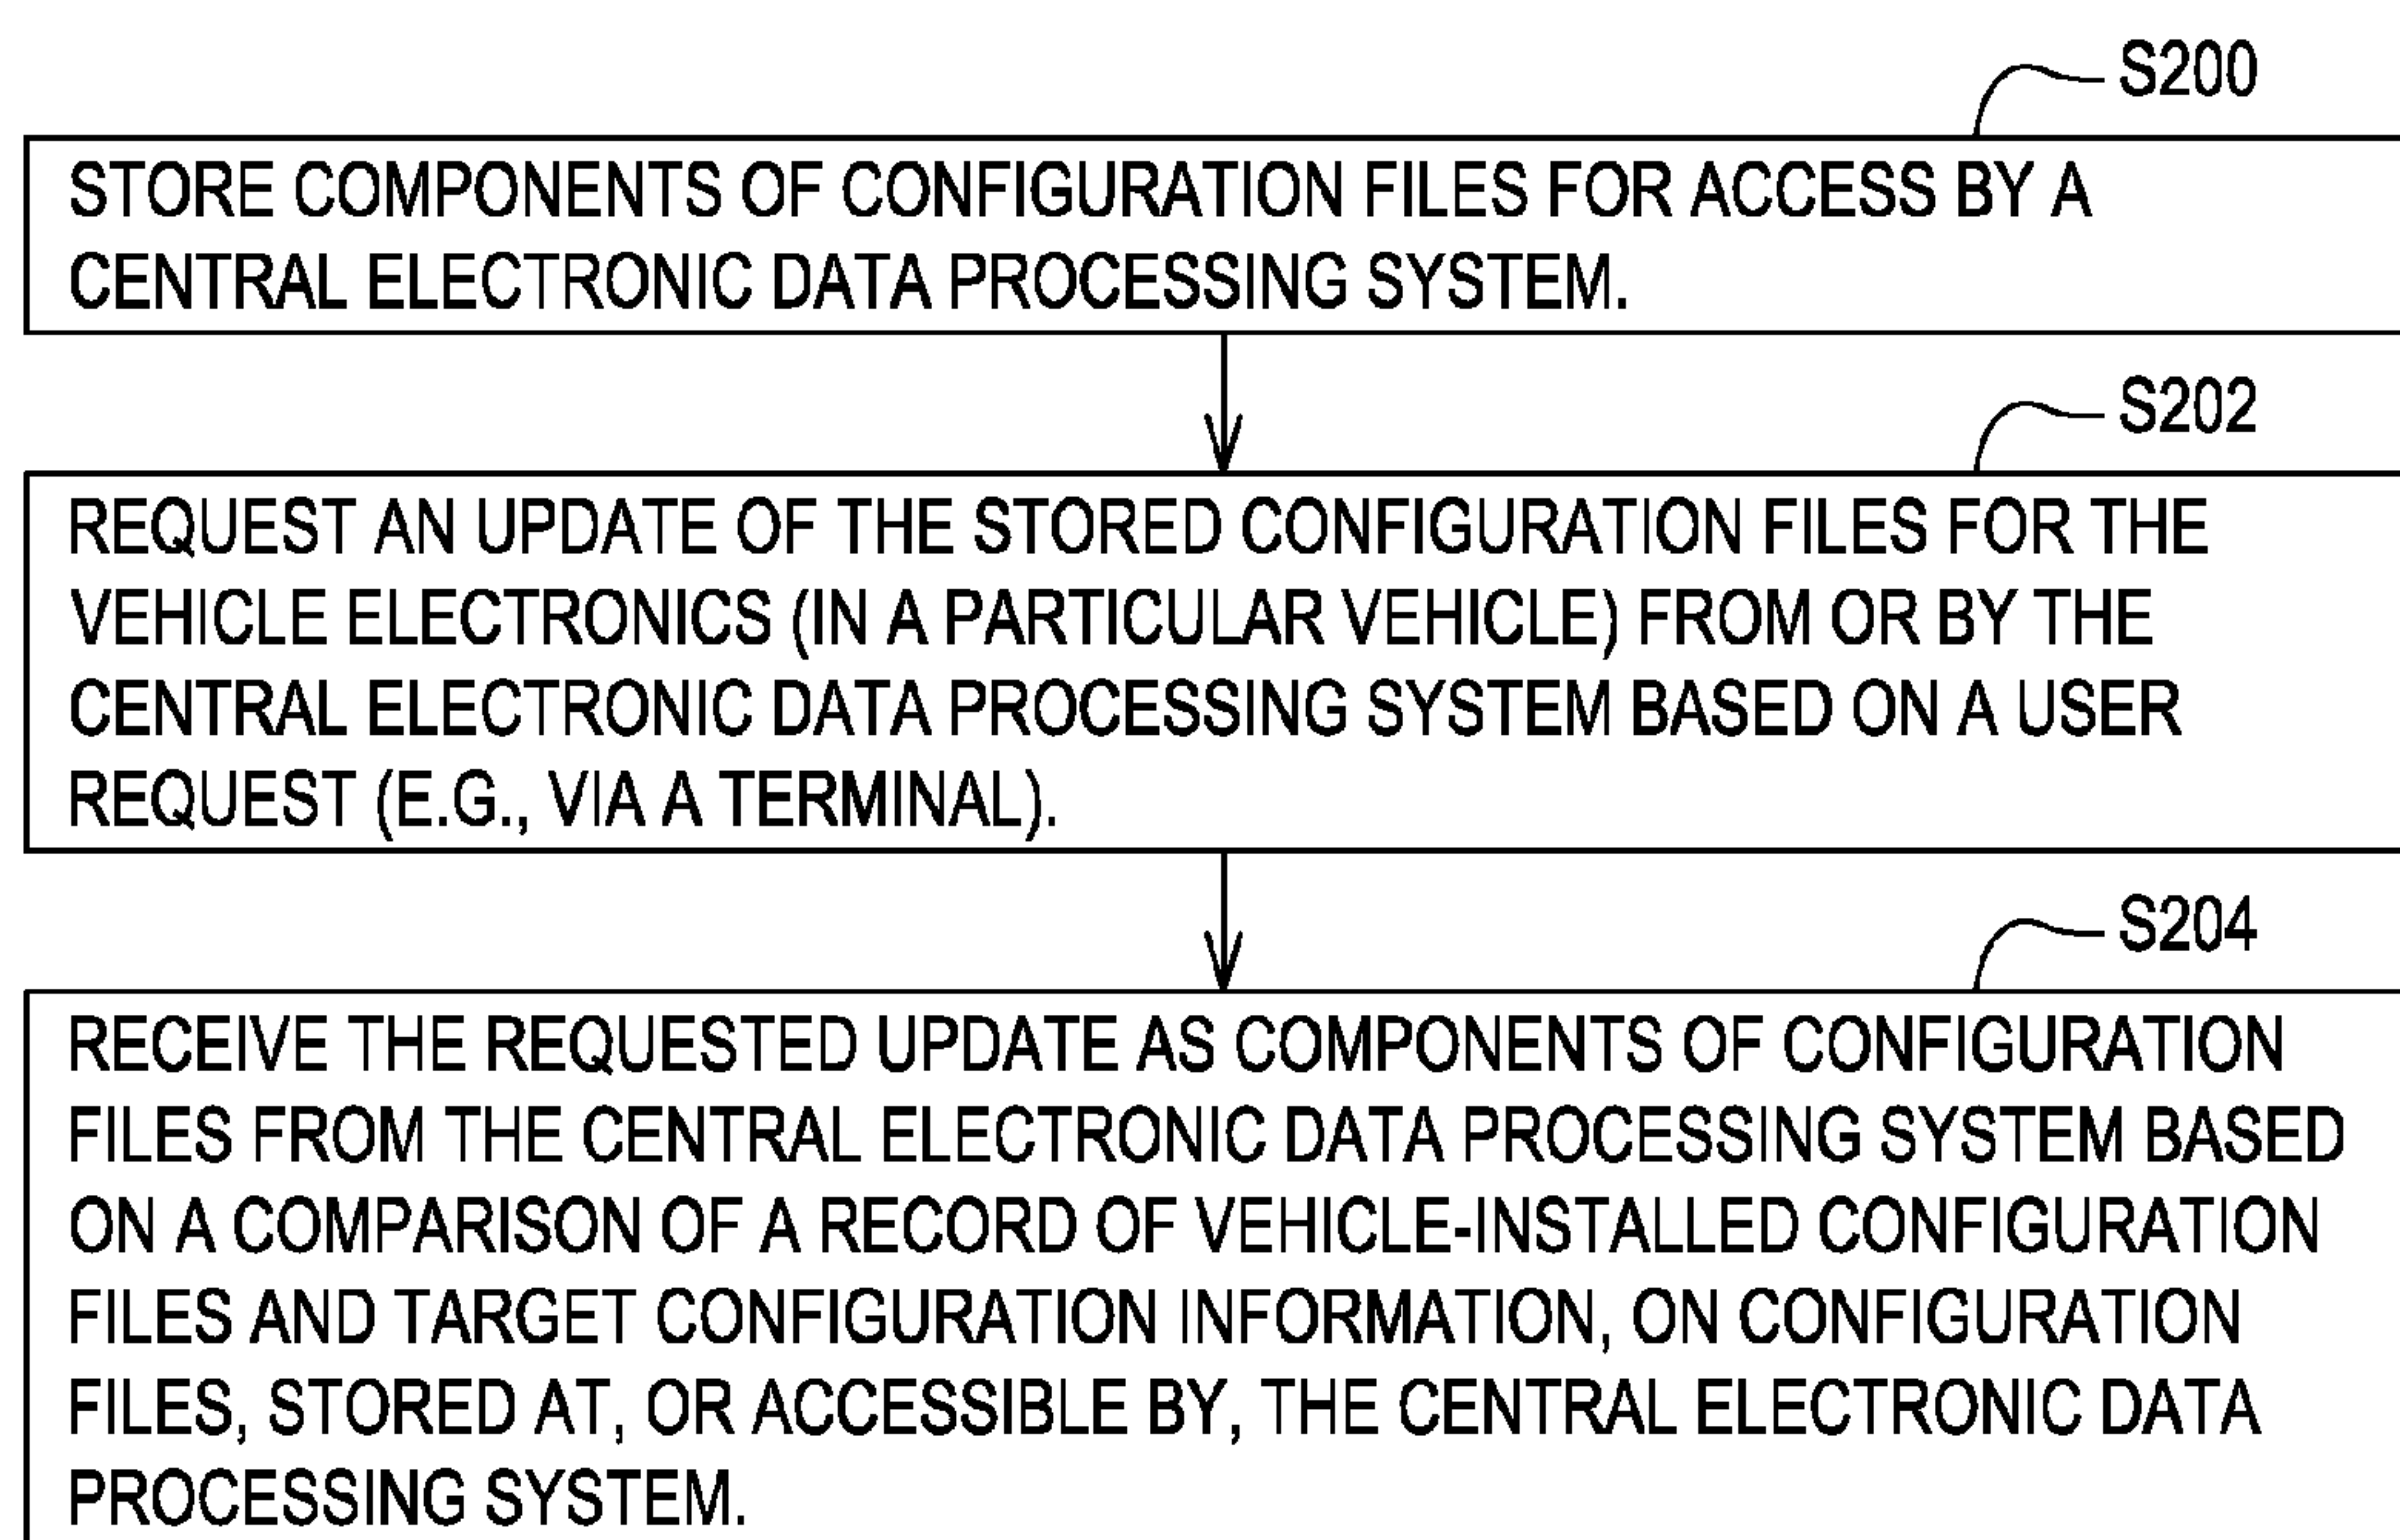 S200
STORE COMPONENTS OF CONFIGURATION FILES FOR ACCESS BY A
CENTRAL ELECTRONIC DATA PROCESSING SYSTEM.
S202
REQUEST AN UPDATE OF THE STORED CONFIGURATION FILES FOR THE
VEHICLE ELECTRONICS (IN A PARTICULAR VEHICLE) FROM OR BY THE
CENTRAL ELECTRONIC DATA PROCESSING SYSTEM BASED ON A USER
REQUEST (E.G., VIA A TERMINAL).
S204
RECEIVE THE REQUESTED UPDATE AS COMPONENTS OF CONFIGURATION
FILES FROM THE CENTRAL ELECTRONIC DATA PROCESSING SYSTEM BASED
ON A COMPARISON OF A RECORD OF VEHICLE-INSTALLED CONFIGURATION
FILES AND TARGET CONFIGURATION INFORMATION, ON CONFIGURATION
FILES, STORED AT, OR ACCESSIBLE BY, THE CENTRAL ELECTRONIC DATA
PROCESSING SYSTEM.